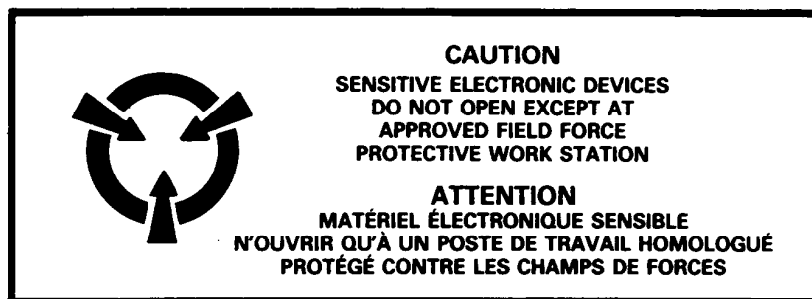 CAUTION
SENSITIVE ELECTRONIC DEVICES
DO NOT OPEN EXCEPT AT
APPROVED FIELD FORCE
PROTECTIVE WORK STATION
ATTENTION
MATÉRIEL ÉLECTRONIQUE SENSIBLE
N'OUVRIR QU'À UN POSTE DE TRAVAIL HOMOLOGUÉ
PROTÉGÉ CONTRE LES CHAMPS DE FORCES